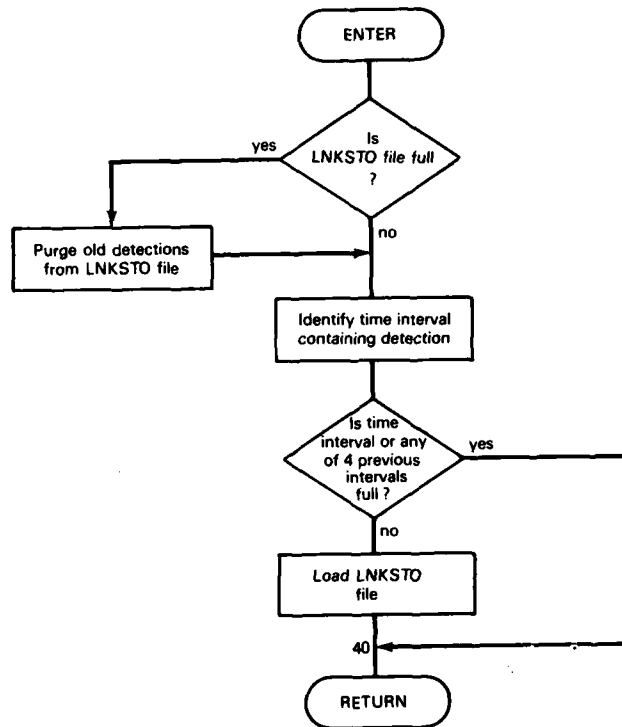 ENTER
Is
LNKSTO file full
?
yes
no
Purge old detections
from LNKSTO file
Identify time interval
containing detection
Is time
interval or any
of 4 previous
intervals
full ?
yes
no
Load LNKSTO
file
40
RETURN